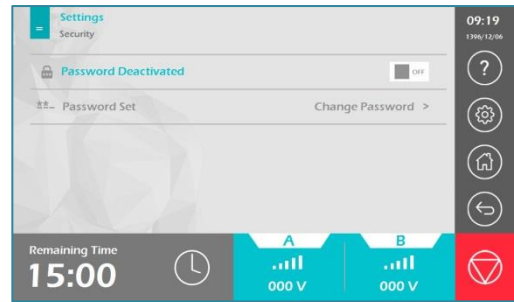 Settings
Security
09:19
1396/12/06
Password Deactivated
OFF
**_ Password Set
Change Password >
?
Remaining Time
15:00
A
000 V
B
000 V